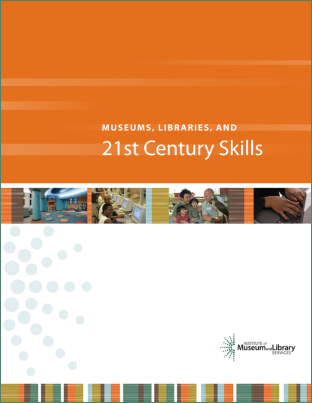 MUSEUMS, LIBRARIES, AND
21st Century Skills
INSTITUTE of
Museum and Library
SERVICES